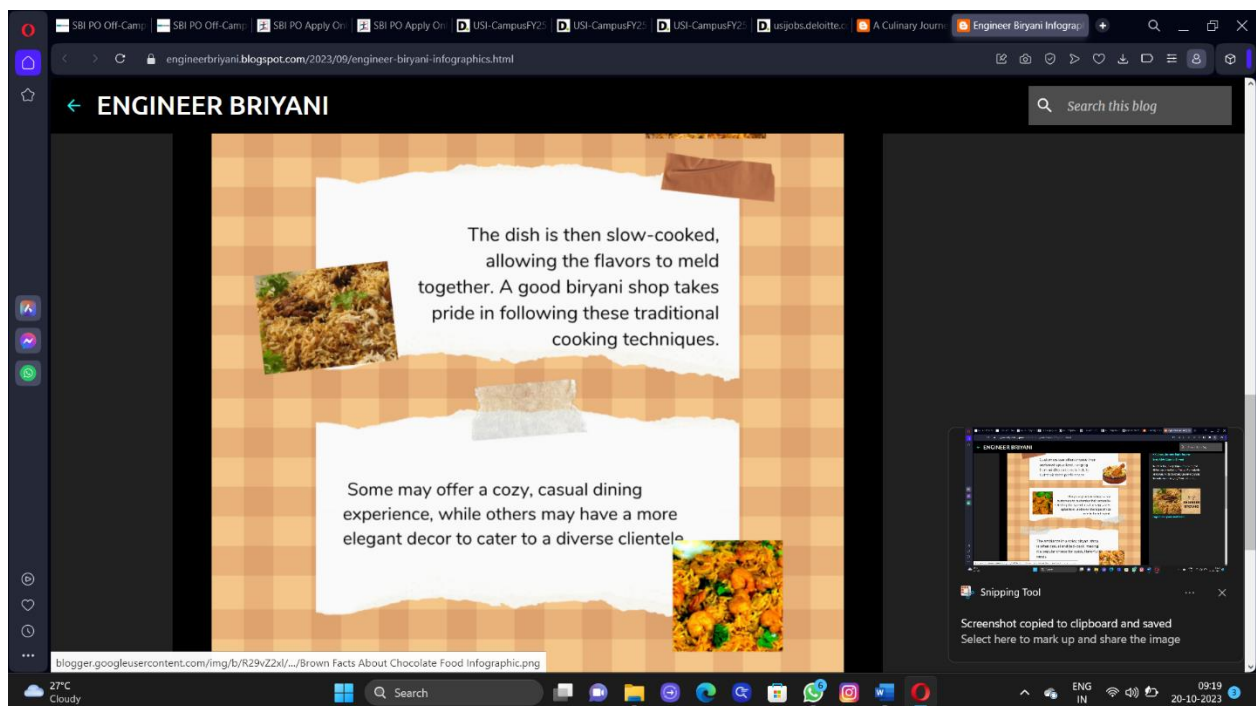 SBI PO Off-Camp
SBI PO Off-Camp
SBI PO Apply Onl
SBI PO Apply On
USI-CampusFY25
USI-CampusFY25
USI-CampusFY25
usijobs.deloitte.c
A Culinary Journ
Engineer Biryani Infograp
engineerbriyani.blogspot.com/2023/09/engineer-biryani-infographics.html
ENGINEER BRIYANI
Search this blog
The dish is then slow-cooked,
allowing the flavors to meld
together. A good biryani shop takes
pride in following these traditional
cooking techniques.
Some may offer a cozy, casual dining
experience, while others may have a more
elegant decor to cater to a diverse clientele
ENGINEER BRIYANI
Snipping Tool
Screenshot copied to clipboard and saved
Select here to mark up and share the image
blogger.googleusercontent.com/img/b/R29vZ2xl/.../Brown Facts About Chocolate Food Infographic.png
27°C
Cloudy
Search
6
ENG
IN
09:19
20-10-2023
3